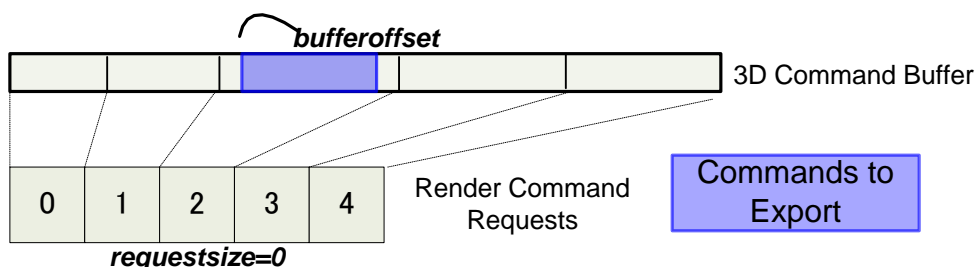 bufferoffset
3D Command Buffer
0 1 2 3 4
Render Command
Requests
Commands to
Export
requestsize=0